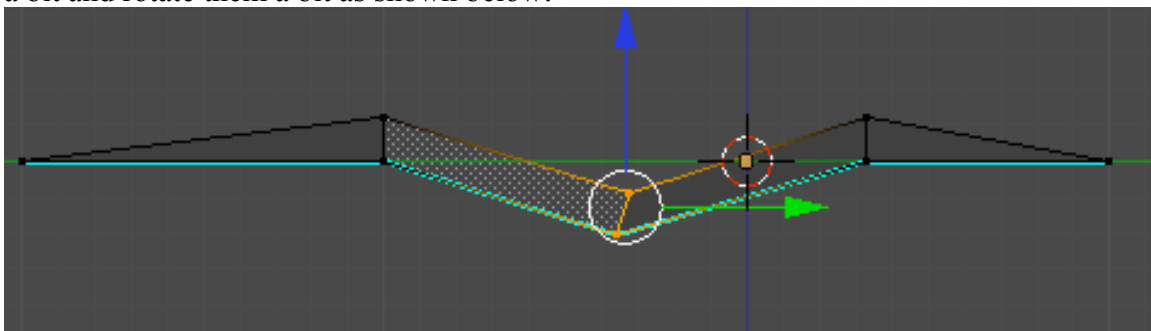 a bit and rotate them a bit as shown below.